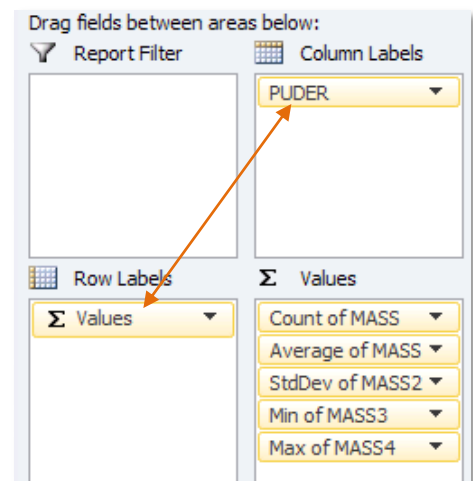 Drag fields between areas below:
Report Filter
Column Labels
PUDER
Row Labels
Σ Values
Σ Values
Count of MASS
Average of MASS
StdDev of MASS2
Min of MASS3
Max of MASS4